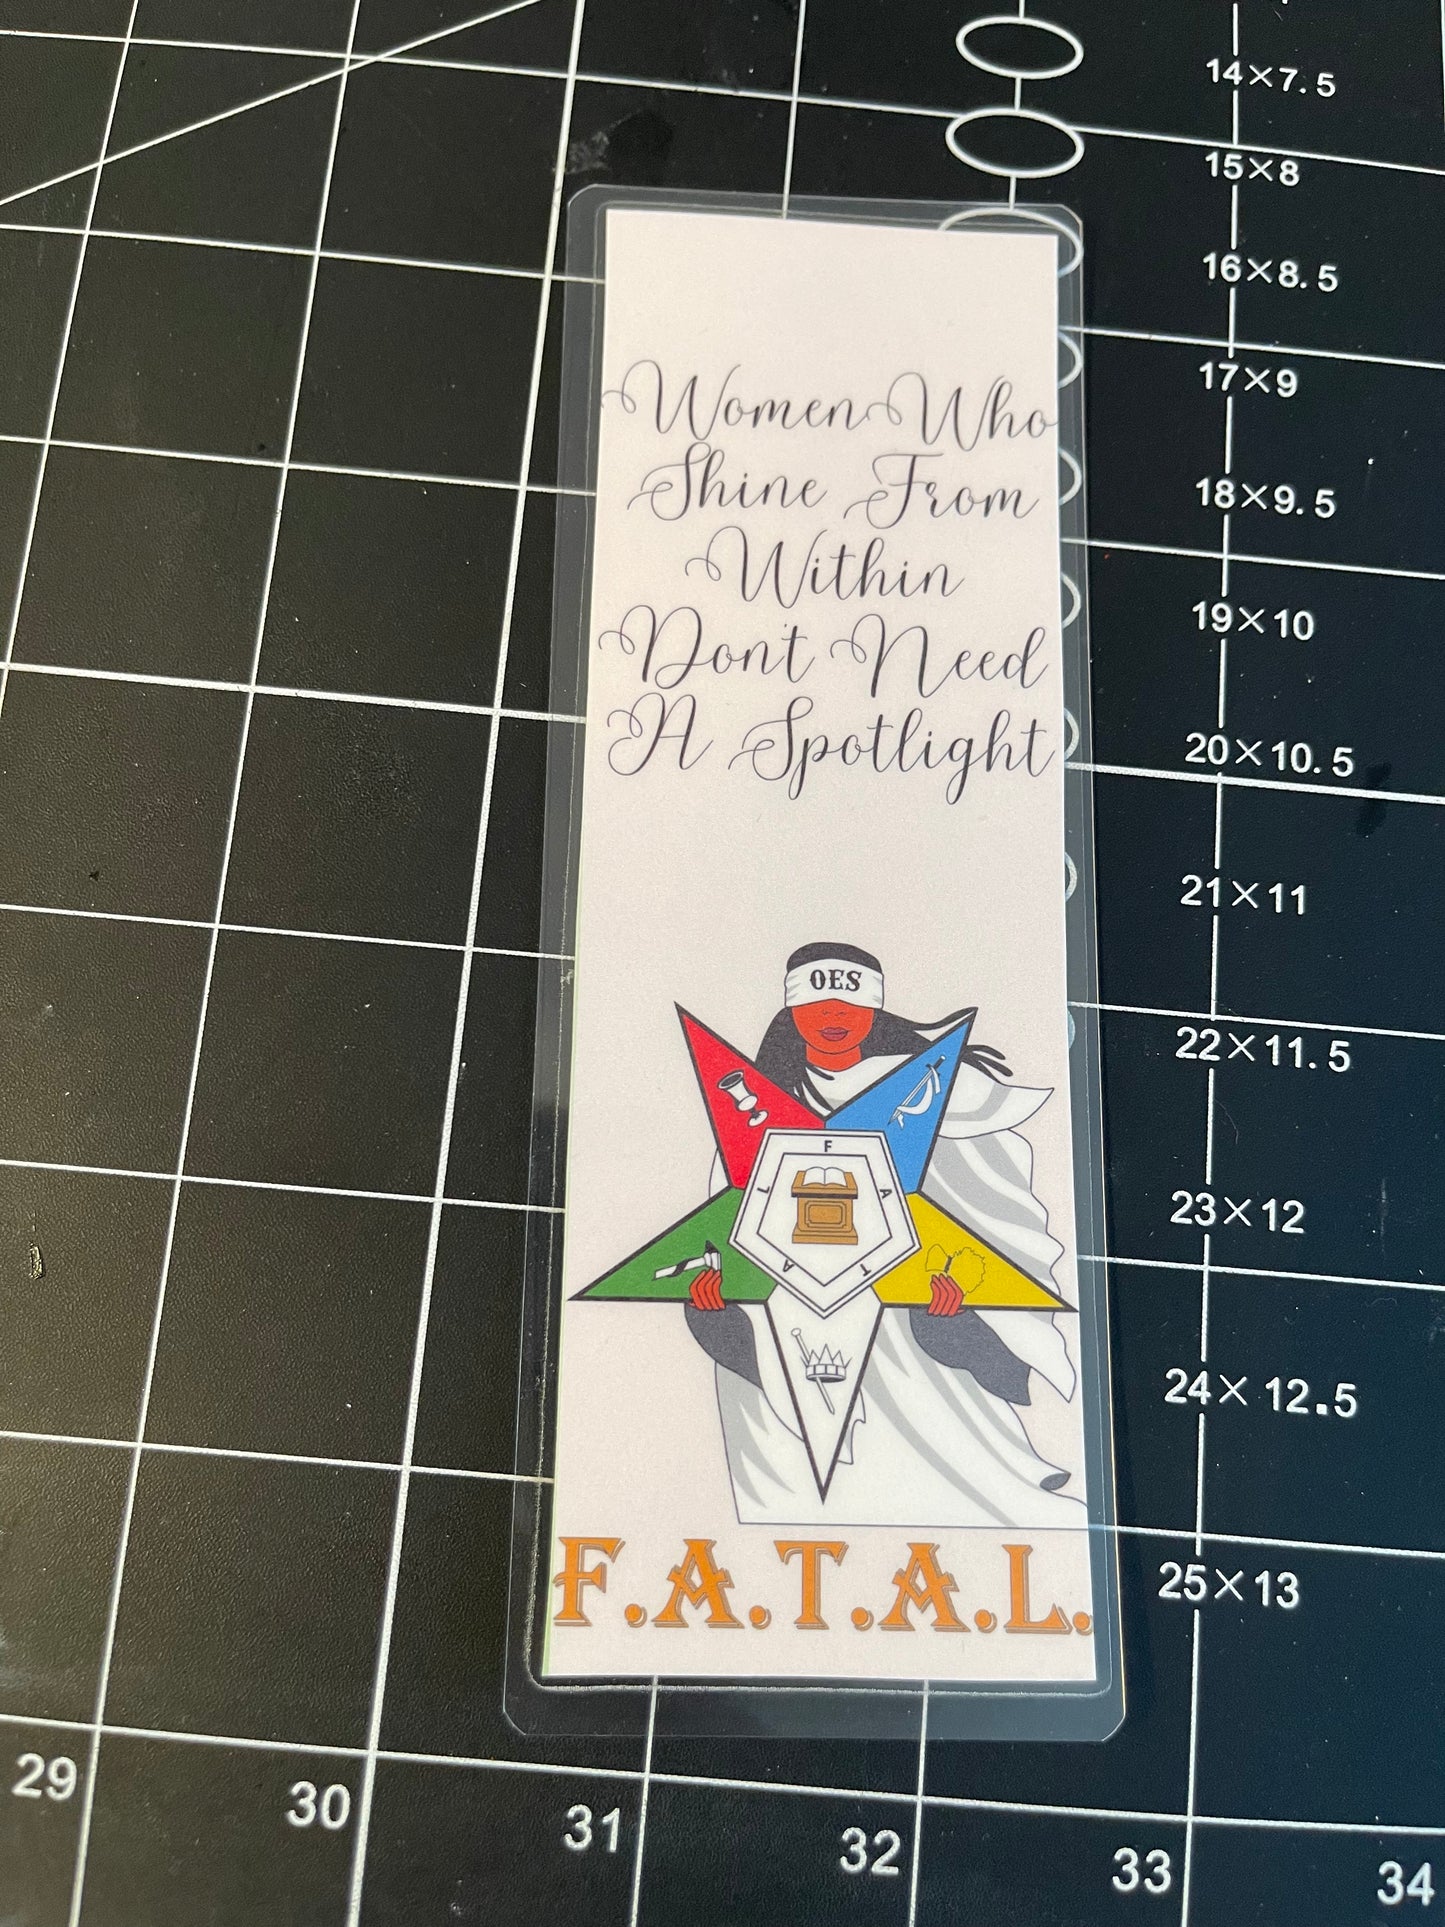 14×7.5
15×8
16×8.5
17×9
18×9.5
19×10
20×10.5
21×11
22×11.5
23×12
24×12.5
25×13
Women Who
Shine From
Within
Don't Need
A Spotlight
OES
F
A
T
A
L
F.A.T.A.L.
29 30 31 32 33 34